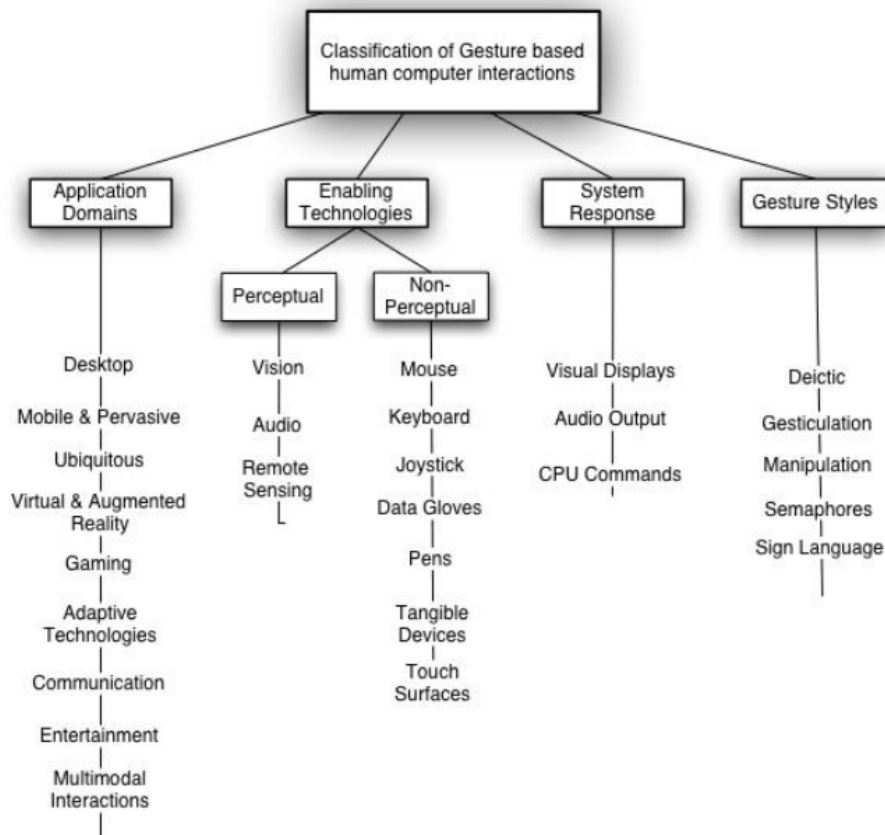 Classification of Gesture based
human computer interactions
Application
Domains
Enabling
Technologies
System
Response
Gesture Styles
Perceptual
Non-
Perceptual
Desktop
Mobile & Pervasive
Ubiquitous
Virtual & Augmented
Reality
Gaming
Adaptive
Technologies
Communication
Entertainment
Multimodal
Interactions
Vision
Audio
Remote
Sensing
Mouse
Keyboard
Joystick
Data Gloves
Pens
Tangible
Devices
Touch
Surfaces
Visual Displays
Audio Output
CPU Commands
Deictic
Gesticulation
Manipulation
Semaphores
Sign Language